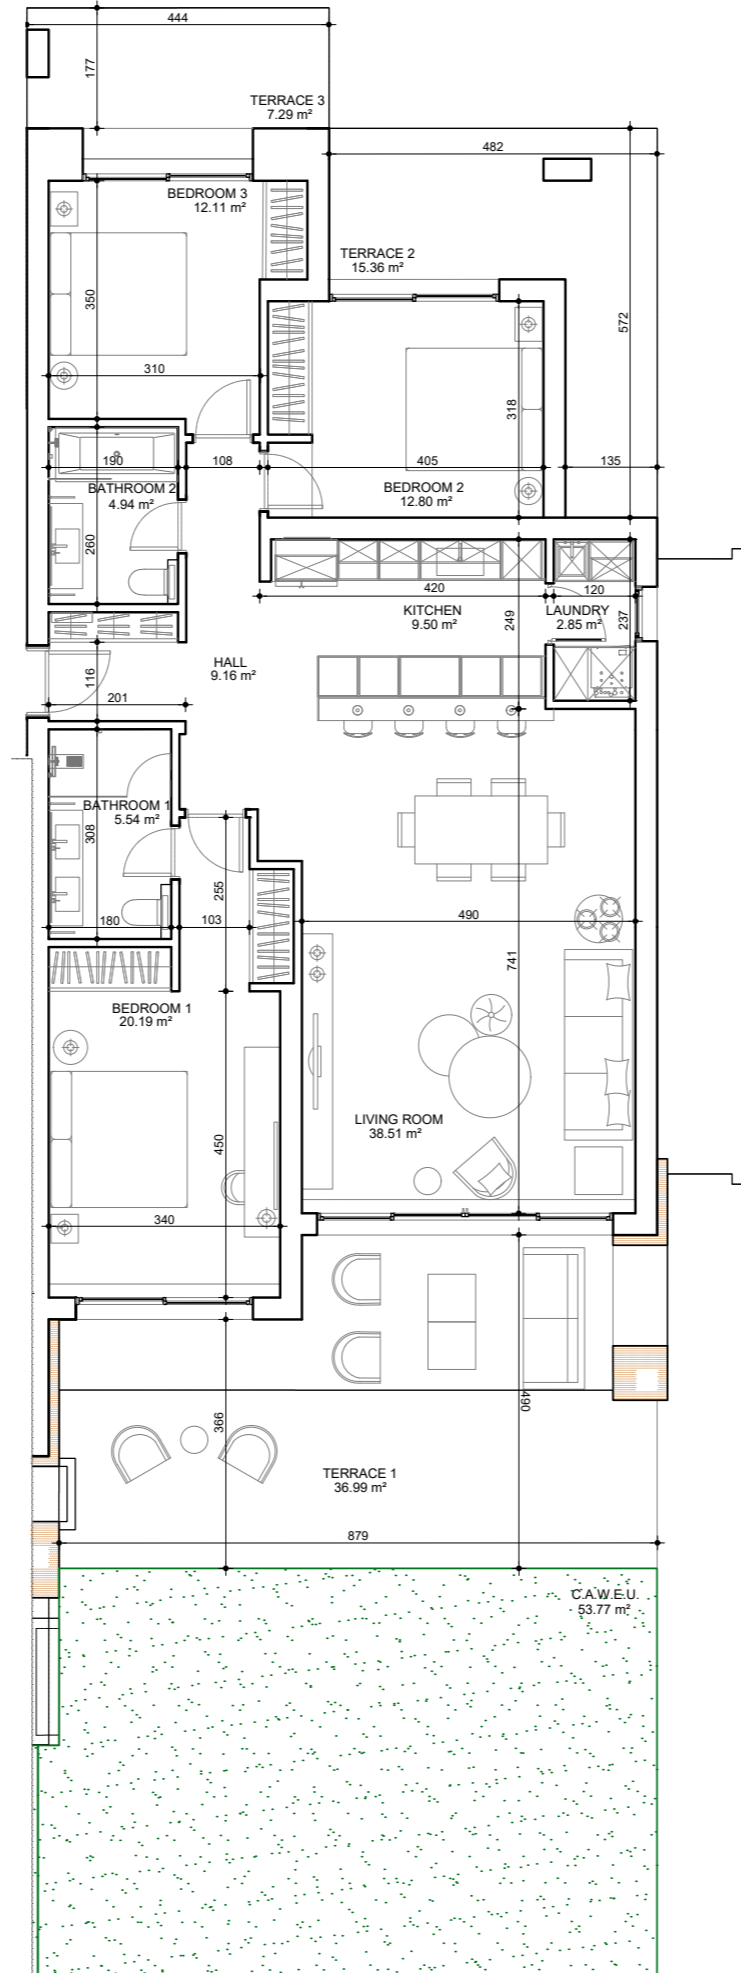 444
177
TERRACE 3
7.29 m²
482
BEDROOM 3
12.11 m²
TERRACE 2
15.36 m²
350
572
310
318
190
108
405
135
BATHROOM 2
4.94 m²
BEDROOM 2
12.80 m²
260
420
120
KITCHEN
9.50 m²
249
LAUNDRY
2.85 m²
237
HALL
9.16 m²
116
201
BATHROOM 1
5.54 m²
308
255
180
103
490
741
BEDROOM 1
20.19 m²
LIVING ROOM
38.51 m²
450
340
490
366
TERRACE 1
36.99 m²
879
C.A.W.E.U.
53.77 m²